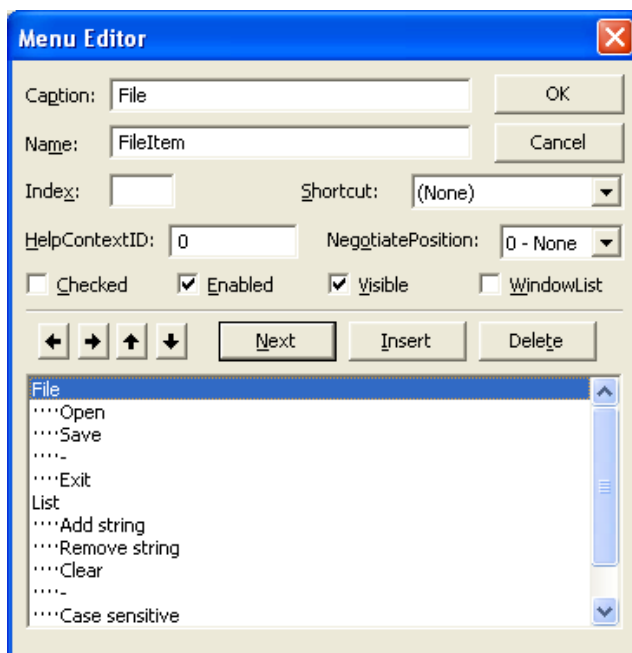 Menu Editor
Caption: File OK
Name: FileItem Cancel
Index: Shortcut: (None)
HelpContextID: 0 NegotiatePosition: 0 - None
Checked Enabled Visible WindowList
Next Insert Delete
File
····Open
····Save
····-
····Exit
List
····Add string
····Remove string
····Clear
····-
····Case sensitive